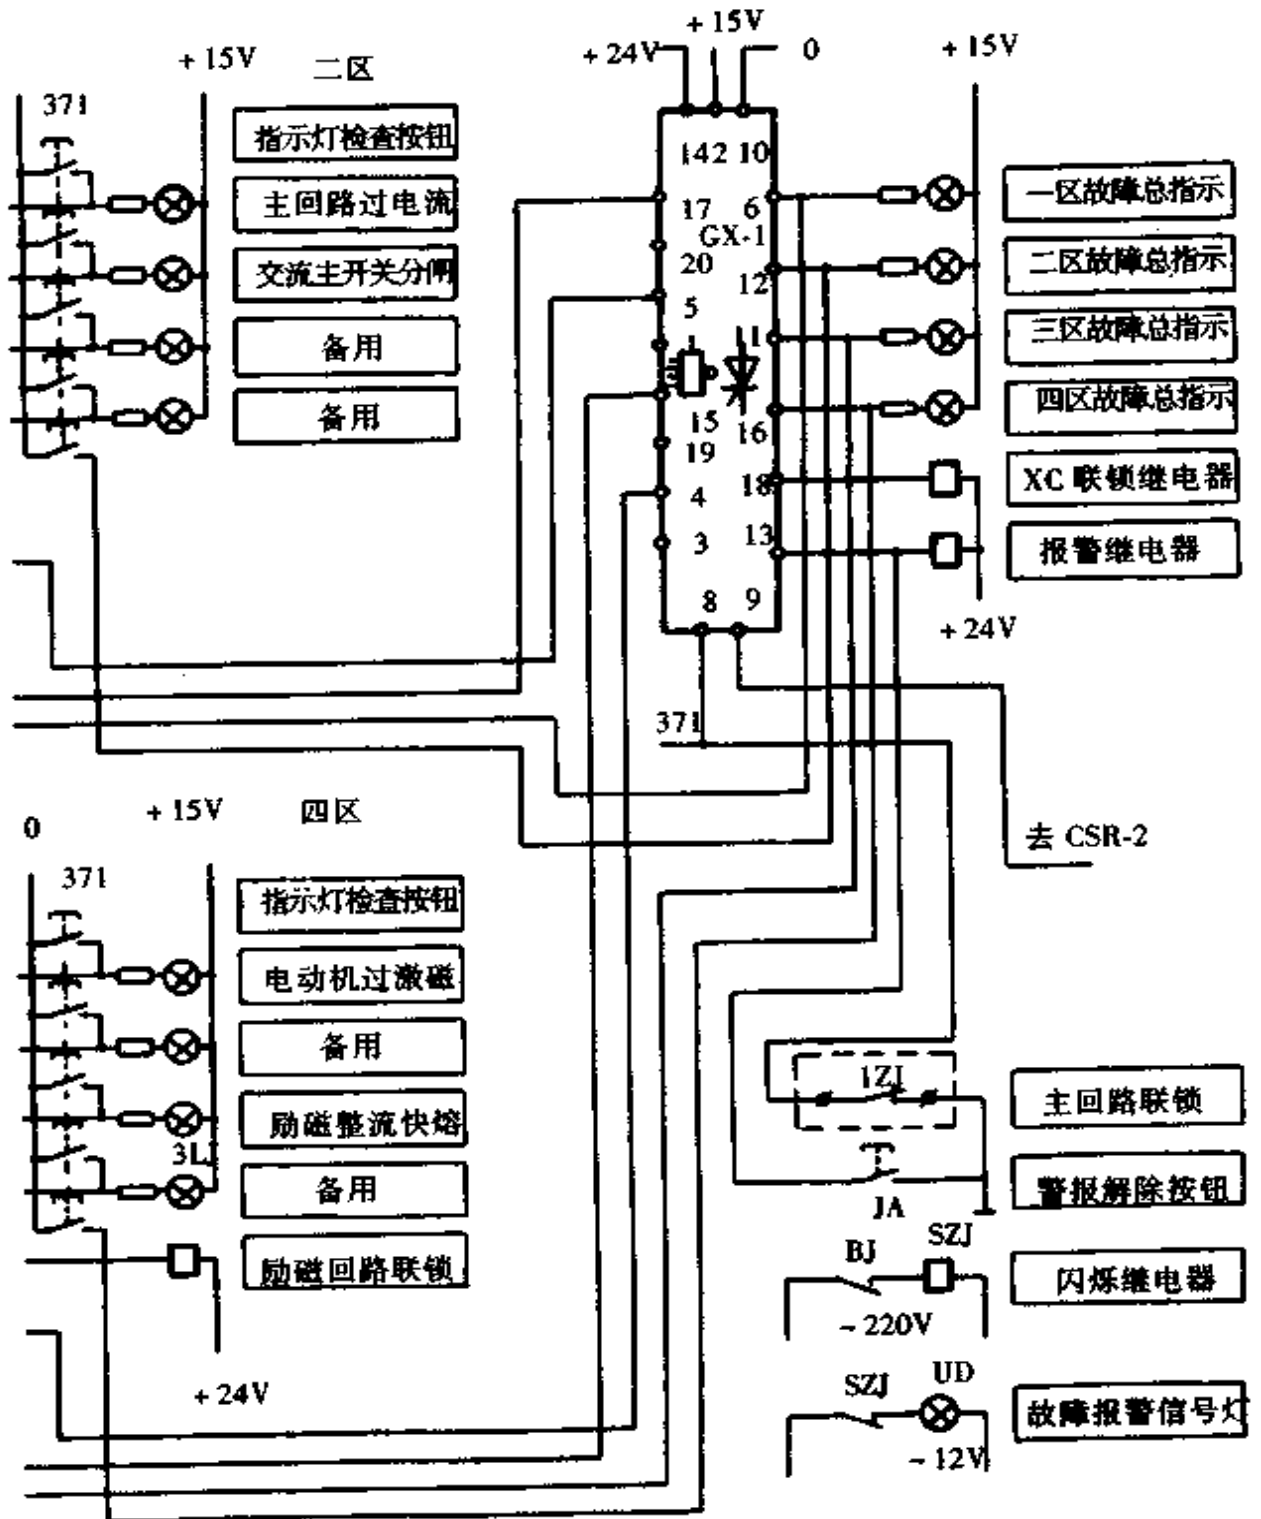 +15V
+24V
0
+15V
二区
+15V
371
指示灯检查按钮
主回路过电流
交流主开关分闸
备用
备用
142 10
17 6
GX-1
20
12
5
1
11
15
16
19
4
18
3
13
8 9
一区故障总指示
二区故障总指示
三区故障总指示
四区故障总指示
XC 联锁继电器
报警继电器
+24V
371
去 CSR-2
0
+15V
四区
371
指示灯检查按钮
电动机过激磁
备用
励磁整流快熔
3L
备用
励磁回路联锁
+24V
1ZJ
主回路联锁
JA
警报解除按钮
BJ
SZJ
~220V
闪烁继电器
SZJ
UD
~12V
故障报警信号灯